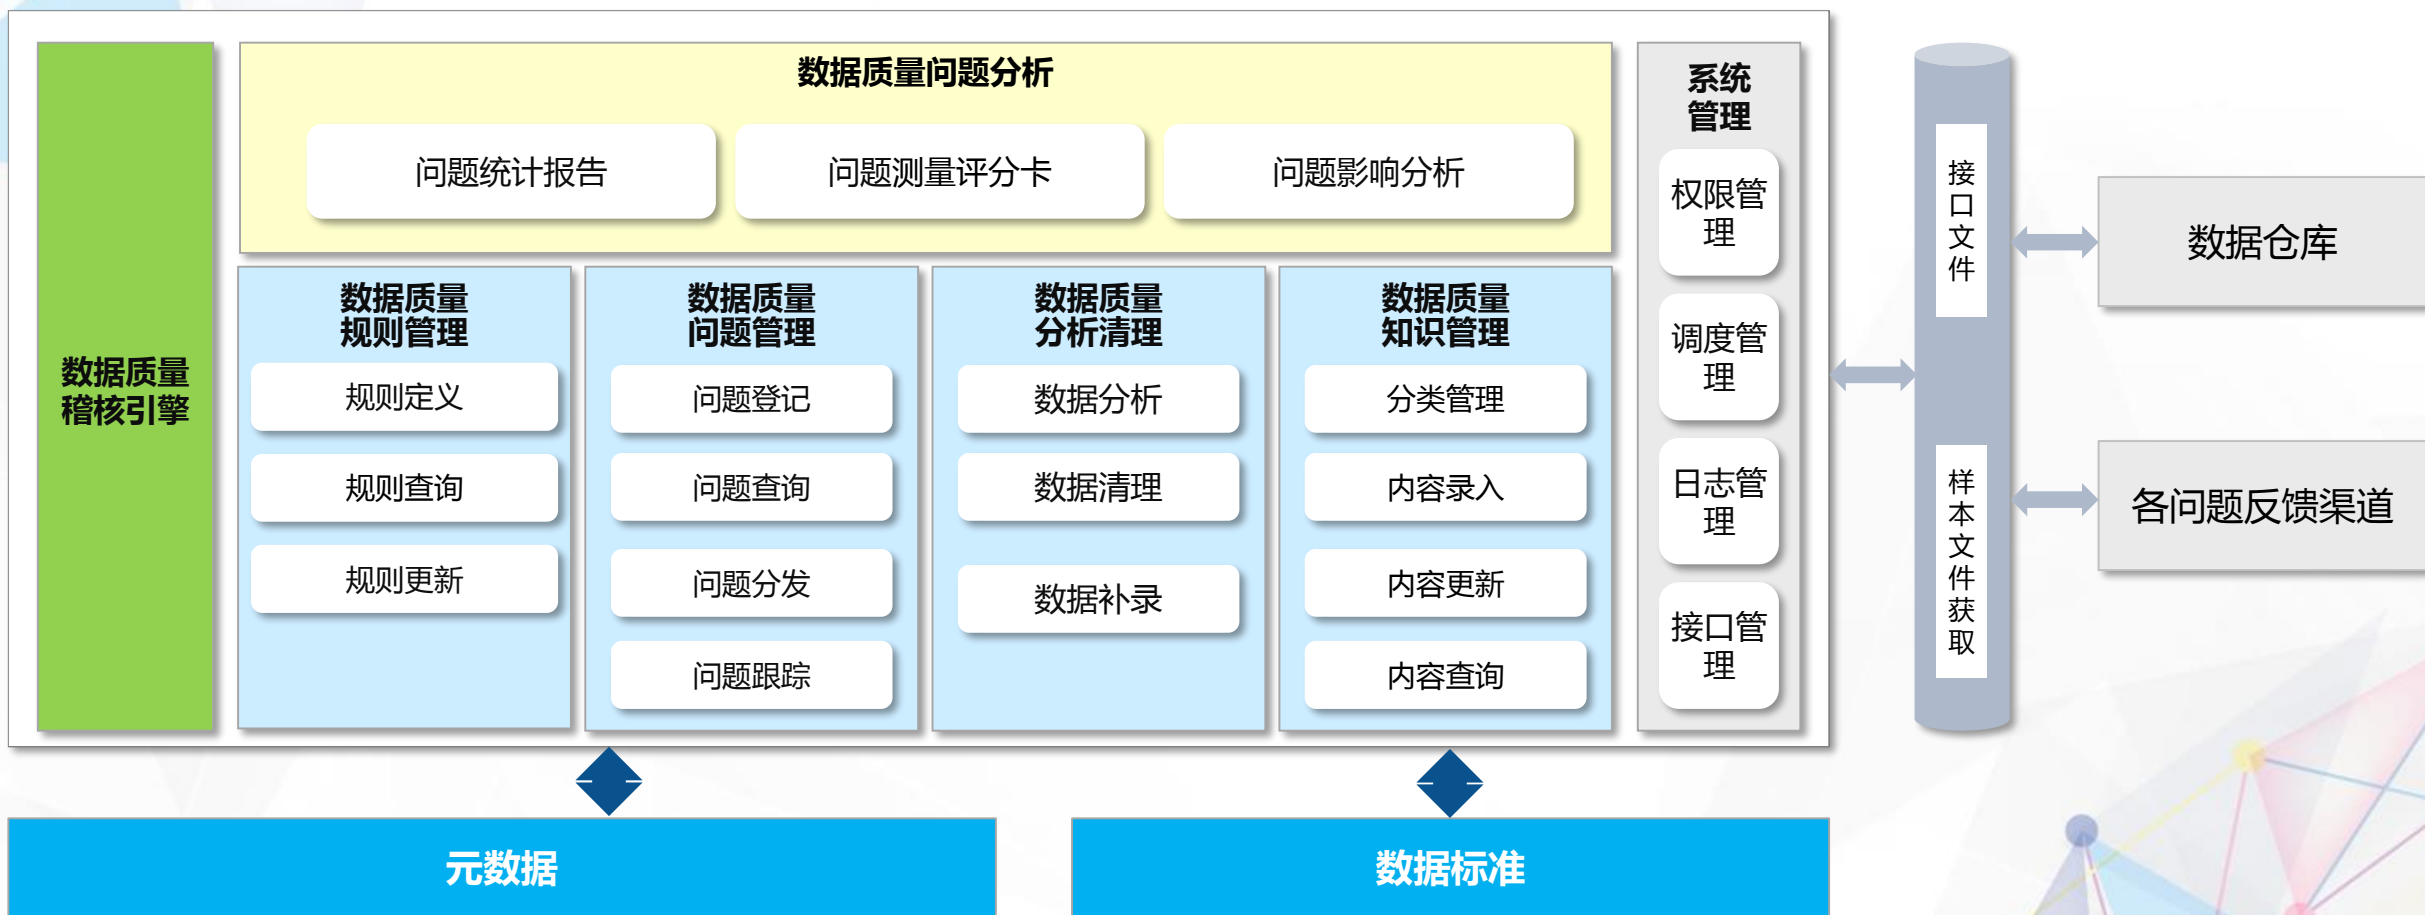 数据质量
稽核引擎
数据质量问题分析
问题统计报告
问题测量评分卡
问题影响分析
数据质量
规则管理
规则定义
规则查询
规则更新
数据质量
问题管理
问题登记
问题查询
问题分发
问题跟踪
数据质量
分析清理
数据分析
数据清理
数据补录
数据质量
知识管理
分类管理
内容录入
内容更新
内容查询
系统
管理
权限管
理
调度管
理
日志管
理
接口管
理
接
口
文
件
样
本
文
件
获
取
数据仓库
各问题反馈渠道
元数据
数据标准